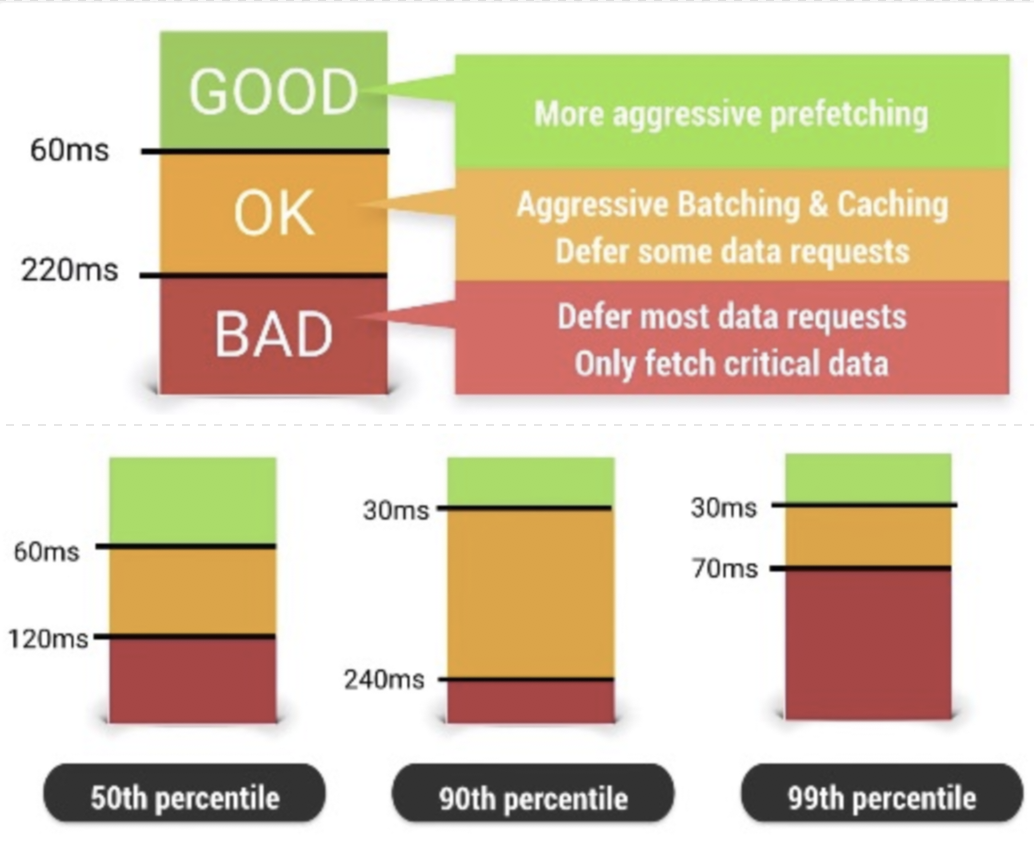 GOOD
More aggressive prefetching
60ms
OK
Aggressive Batching & Caching
Defer some data requests
220ms
BAD
Defer most data requests
Only fetch critical data
60ms
120ms
50th percentile
30ms
240ms
90th percentile
30ms
70ms
99th percentile